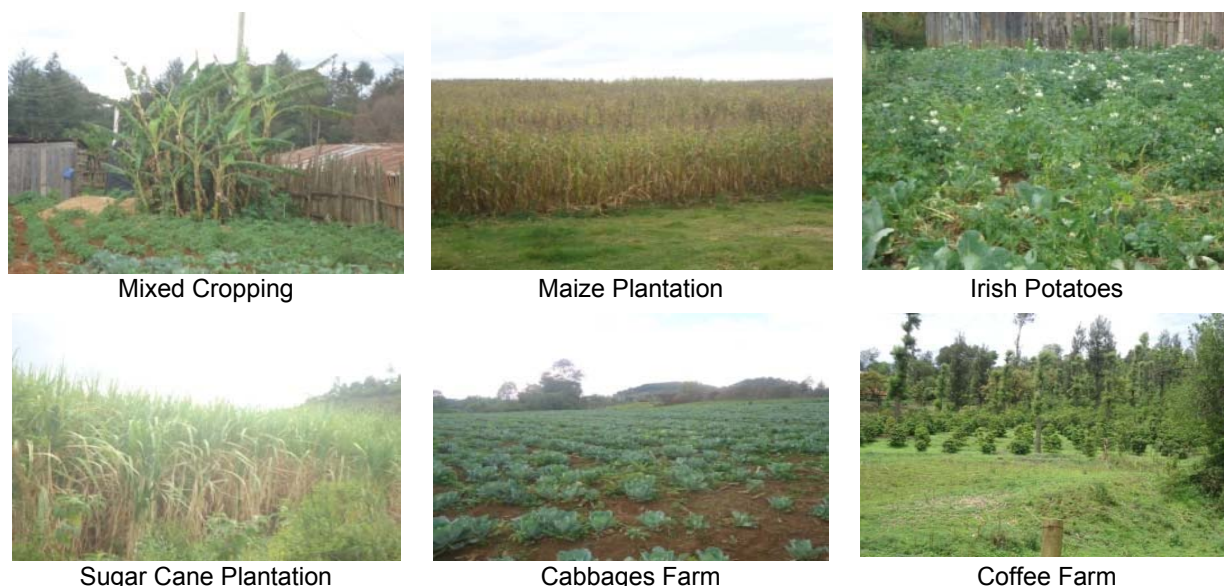 Mixed Cropping
Maize Plantation
Irish Potatoes
Sugar Cane Plantation
Cabbages Farm
Coffee Farm